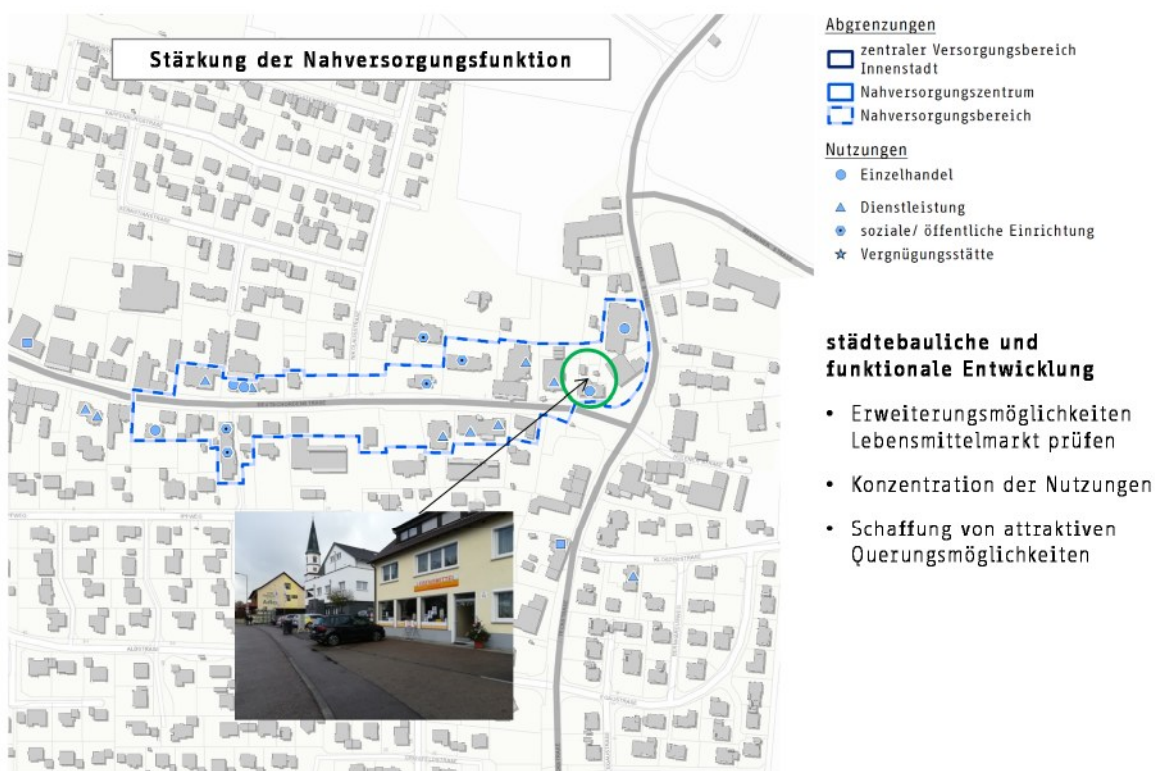 Stärkung der Nahversorgungsfunktion
Abgrenzungen
zentraler Versorgungsbereich
Innenstadt
Nahversorgungszentrum
Nahversorgungsbereich
Nutzungen
Einzelhandel
Dienstleistung
soziale/ öffentliche Einrichtung
Vergnügungsstätte
städtebauliche und
funktionale Entwicklung
• Erweiterungsmöglichkeiten
Lebensmittelmarkt prüfen
• Konzentration der Nutzungen
• Schaffung von attraktiven
Querungsmöglichkeiten